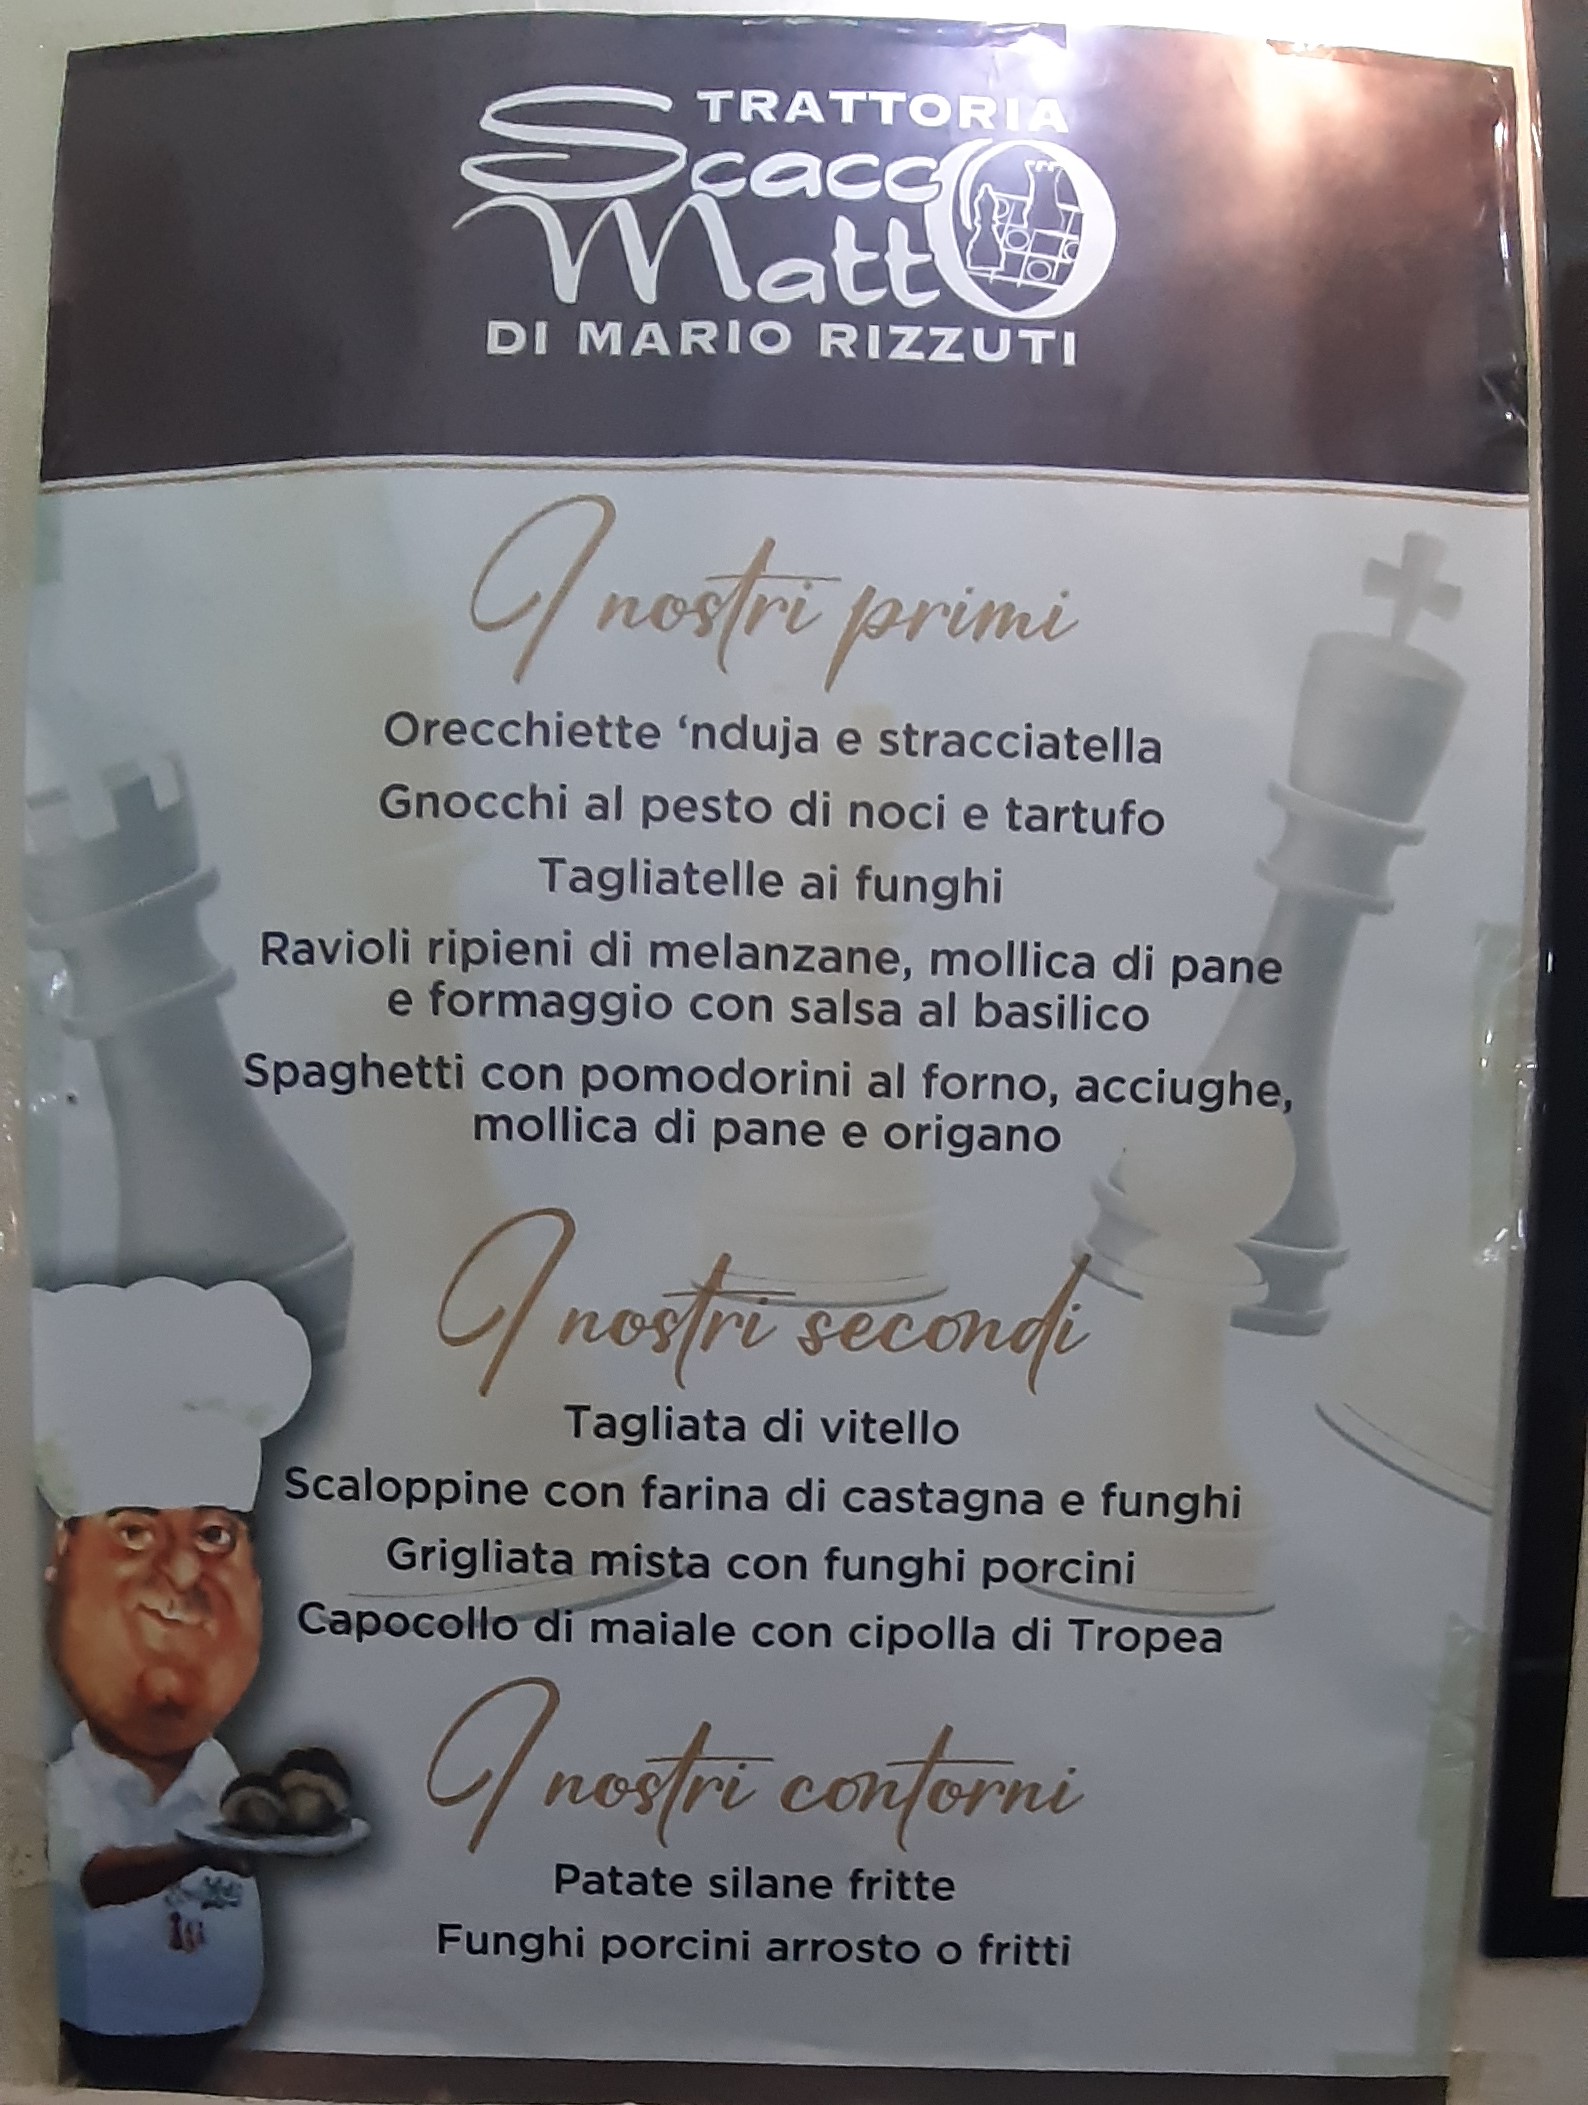 TRATTORIA
Scacco
Matto
DI MARIO RIZZUTI
I nostri primi
Orecchiette ‘nduja e stracciatella
Gnocchi al pesto di noci e tartufo
Tagliatelle ai funghi
Ravioli ripieni di melanzane, mollica di pane
e formaggio con salsa al basilico
Spaghetti con pomodorini al forno, acciughe,
mollica di pane e origano
I nostri secondi
Tagliata di vitello
Scaloppine con farina di castagna e funghi
Grigliata mista con funghi porcini
Capocollo di maiale con cipolla di Tropea
I nostri contorni
Patate silane fritte
Funghi porcini arrosto o fritti